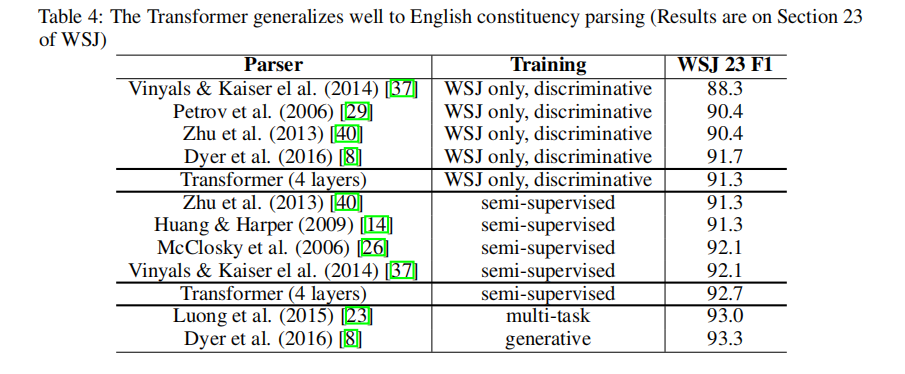 Table 4: The Transformer generalizes well to English constituency parsing (Results are on Section 23
of WSJ)
Parser Training WSJ 23 F1
Vinyals & Kaiser el al. (2014) [37] WSJ only, discriminative 88.3
Petrov et al. (2006) [29] WSJ only, discriminative 90.4
Zhu et al. (2013) [40] WSJ only, discriminative 90.4
Dyer et al. (2016) [8] WSJ only, discriminative 91.7
Transformer (4 layers) WSJ only, discriminative 91.3
Zhu et al. (2013) [40] semi-supervised 91.3
Huang & Harper (2009) [14] semi-supervised 91.3
McClosky et al. (2006) [26] semi-supervised 92.1
Vinyals & Kaiser el al. (2014) [37] semi-supervised 92.1
Transformer (4 layers) semi-supervised 92.7
Luong et al. (2015) [23] multi-task 93.0
Dyer et al. (2016) [8] generative 93.3